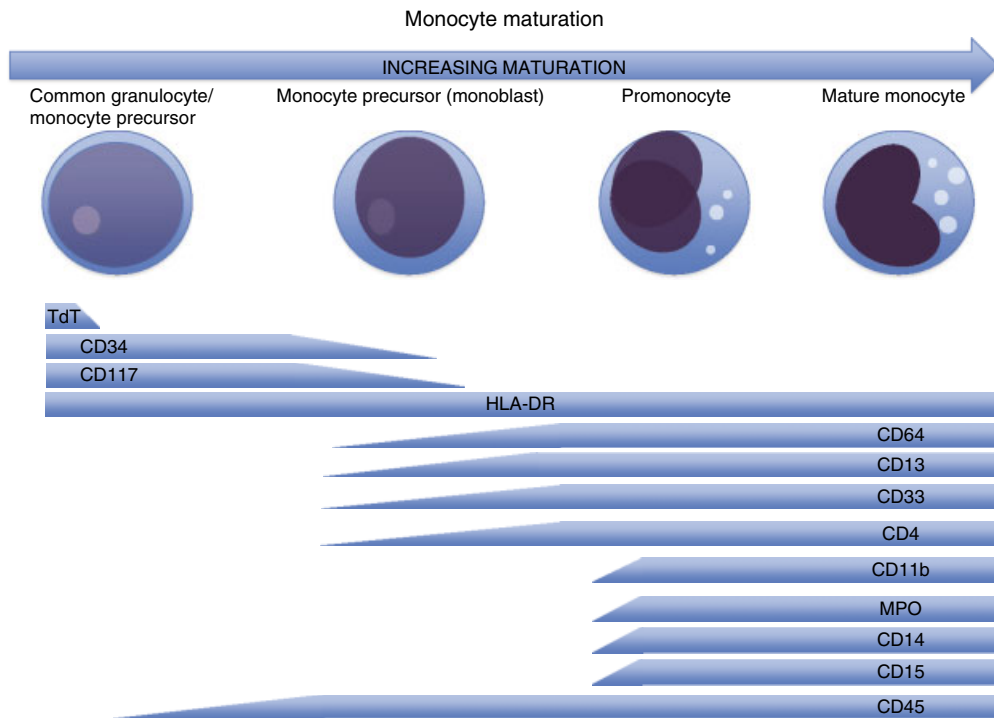 Monocyte maturation
INCREASING MATURATION
Common granulocyte/
monocyte precursor
Monocyte precursor (monoblast)
Promonocyte
Mature monocyte
TdT
CD34
CD117
HLA-DR
CD64
CD13
CD33
CD4
CD11b
MPO
CD14
CD15
CD45